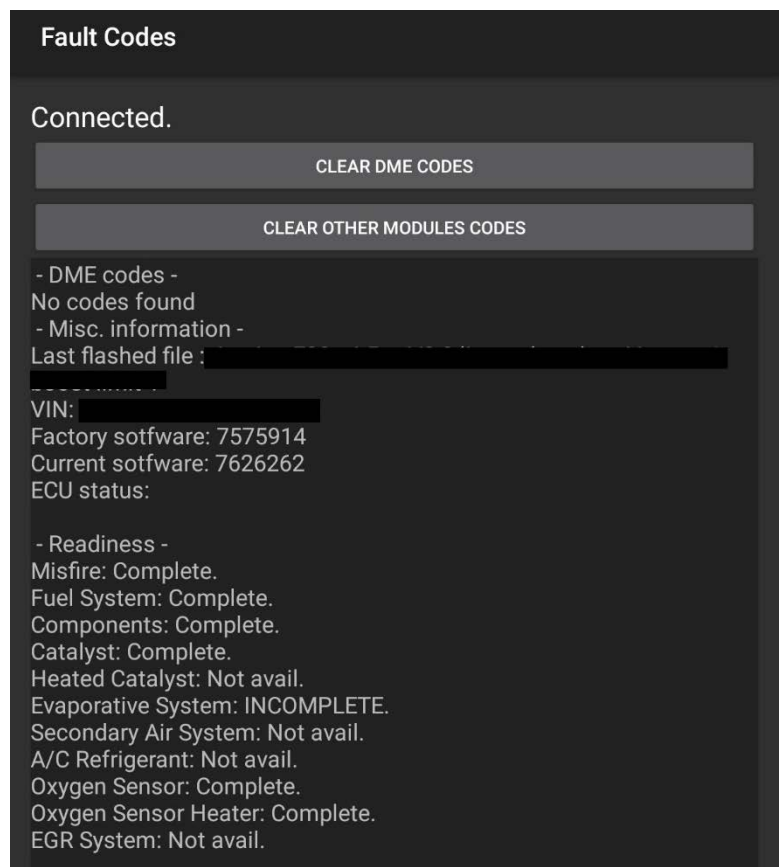 Fault Codes
Connected.
CLEAR DME CODES
CLEAR OTHER MODULES CODES
- DME codes -
No codes found
- Misc. information -
Last flashed file :
VIN:
Factory sotfware: 7575914
Current sotfware: 7626262
ECU status:
- Readiness -
Misfire: Complete.
Fuel System: Complete.
Components: Complete.
Catalyst: Complete.
Heated Catalyst: Not avail.
Evaporative System: INCOMPLETE.
Secondary Air System: Not avail.
A/C Refrigerant: Not avail.
Oxygen Sensor: Complete.
Oxygen Sensor Heater: Complete.
EGR System: Not avail.